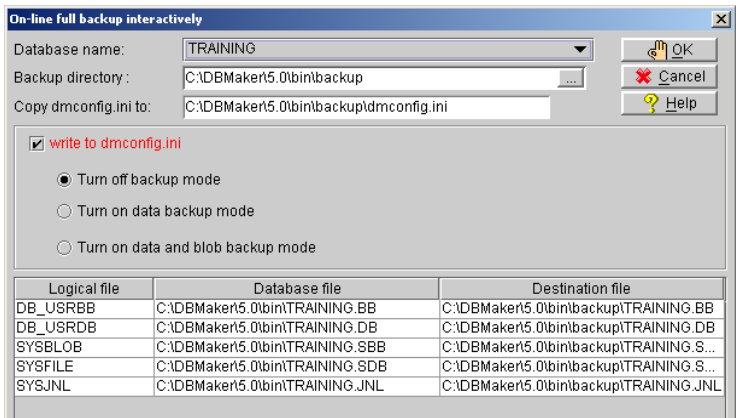 On-line full backup interactively
Database name: TRAINING OK
Backup directory : C:\DBMaker\5.0\bin\backup ... Cancel
Copy dmconfig.ini to: C:\DBMaker\5.0\bin\backup\dmconfig.ini Help
write to dmconfig.ini
Turn off backup mode
Turn on data backup mode
Turn on data and blob backup mode
Logical file Database file Destination file
DB_USRBB C:\DBMaker\5.0\bin\TRAINING.BB C:\DBMaker\5.0\bin\backup\TRAINING.BB
DB_USRDB C:\DBMaker\5.0\bin\TRAINING.DB C:\DBMaker\5.0\bin\backup\TRAINING.DB
SYSBLOB C:\DBMaker\5.0\bin\TRAINING.SBB C:\DBMaker\5.0\bin\backup\TRAINING.S...
SYSFILE C:\DBMaker\5.0\bin\TRAINING.SDB C:\DBMaker\5.0\bin\backup\TRAINING.S...
SYSJNL C:\DBMaker\5.0\bin\TRAINING.JNL C:\DBMaker\5.0\bin\backup\TRAINING.JNL